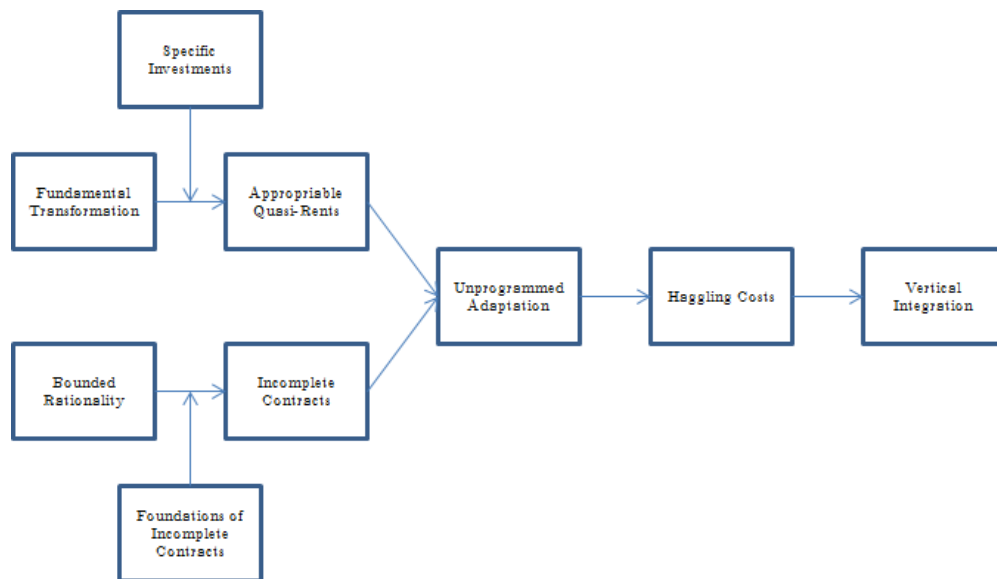 Specific
Investments
Fundamental
Transformation
Appropriable
Quasi-Rents
Unprogrammed
Adaptation
Haggling Costs
Vertical
Integration
Bounded
Rationality
Incomplete
Contracts
Foundations of
Incomplete
Contracts